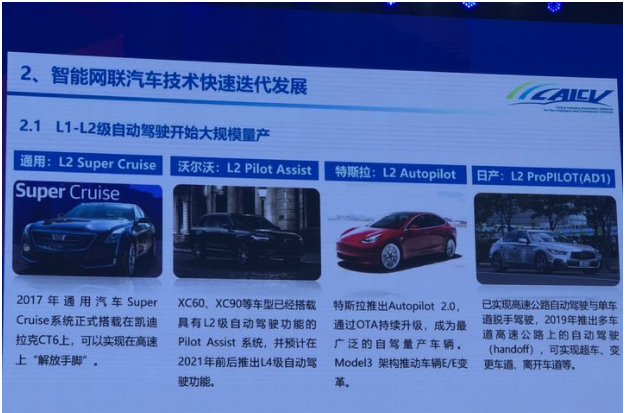 2、智能网联汽车技术快速迭代发展
CAICV
2.1 L1-L2级自动驾驶开始大规模量产
通用：L2 Super Cruise
沃尔沃：L2 Pilot Assist
特斯拉：L2 Autopilot
日产：L2 ProPILOT(AD1)
Super Cruise
2017年通用汽车Super
Cruise系统正式搭载在凯迪
拉克CT6上，可以实现在高速
上“解放手脚”。
XC60、XC90等车型已经搭载
具有L2级自动驾驶功能的
Pilot Assist 系统，并预计在
2021年前后推出L4级自动驾
驶功能。
特斯拉推出Autopilot 2.0，
通过OTA持续升级，成为最
广泛的自驾量产车辆。
Model3 架构推动车辆E/E变
革。
已实现高速公路自动驾驶与单车
道脱手驾驶，2019年推出多车
道高速公路上的自动驾驶
（handoff），可实现超车、变
更车道、离开车道等。